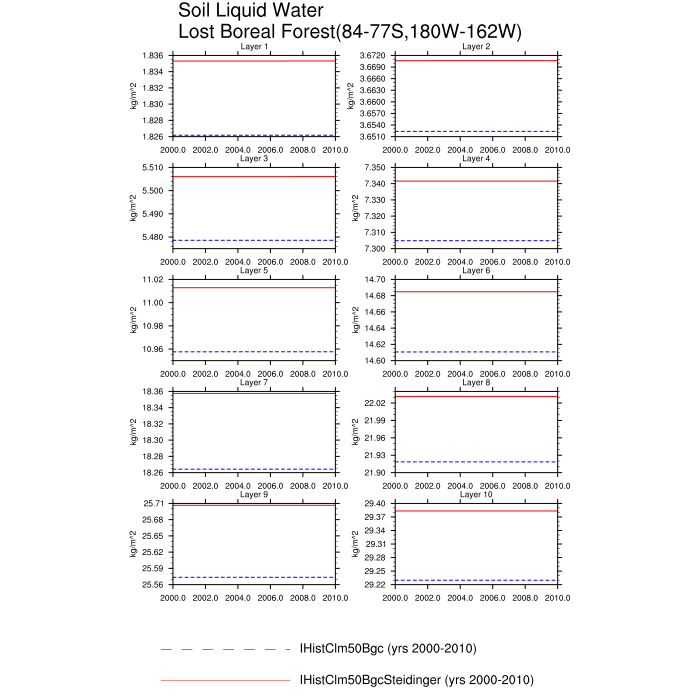 Soil Liquid Water
Lost Boreal Forest(84-77S,180W-162W)
Layer 1
kg/m^2
1.836
1.834
1.832
1.830
1.828
1.826
2000.0 2002.0 2004.0 2006.0 2008.0 2010.0
Layer 2
kg/m^2
3.6720
3.6690
3.6660
3.6630
3.6600
3.6570
3.6540
3.6510
2000.0 2002.0 2004.0 2006.0 2008.0 2010.0
Layer 3
kg/m^2
5.510
5.500
5.490
5.480
2000.0 2002.0 2004.0 2006.0 2008.0 2010.0
Layer 4
kg/m^2
7.350
7.340
7.330
7.320
7.310
7.300
2000.0 2002.0 2004.0 2006.0 2008.0 2010.0
Layer 5
kg/m^2
11.02
11.00
10.98
10.96
2000.0 2002.0 2004.0 2006.0 2008.0 2010.0
Layer 6
kg/m^2
14.70
14.68
14.66
14.64
14.62
14.60
2000.0 2002.0 2004.0 2006.0 2008.0 2010.0
Layer 7
kg/m^2
18.36
18.34
18.32
18.30
18.28
18.26
2000.0 2002.0 2004.0 2006.0 2008.0 2010.0
Layer 8
kg/m^2
22.02
21.99
21.96
21.93
21.90
2000.0 2002.0 2004.0 2006.0 2008.0 2010.0
Layer 9
kg/m^2
25.71
25.68
25.65
25.62
25.59
25.56
2000.0 2002.0 2004.0 2006.0 2008.0 2010.0
Layer 10
kg/m^2
29.40
29.37
29.34
29.31
29.28
29.25
29.22
2000.0 2002.0 2004.0 2006.0 2008.0 2010.0
IHistClm50Bgc (yrs 2000-2010)
IHistClm50BgcSteidinger (yrs 2000-2010)